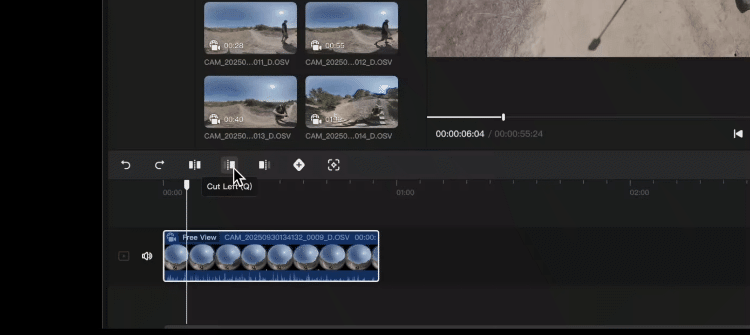 00:28
00:55
CAM_20250...011_D.OSV
CAM_20250...012_D.OSV
00:40
CAM_20250...013_D.OSV
CAM_20250...014_D.OSV
00:00:06:04 / 00:00:55:24
Cut Left (Q)
00:00
01:00
02:00
Free View CAM_20250930134132_0009_D.OSV 00:00: